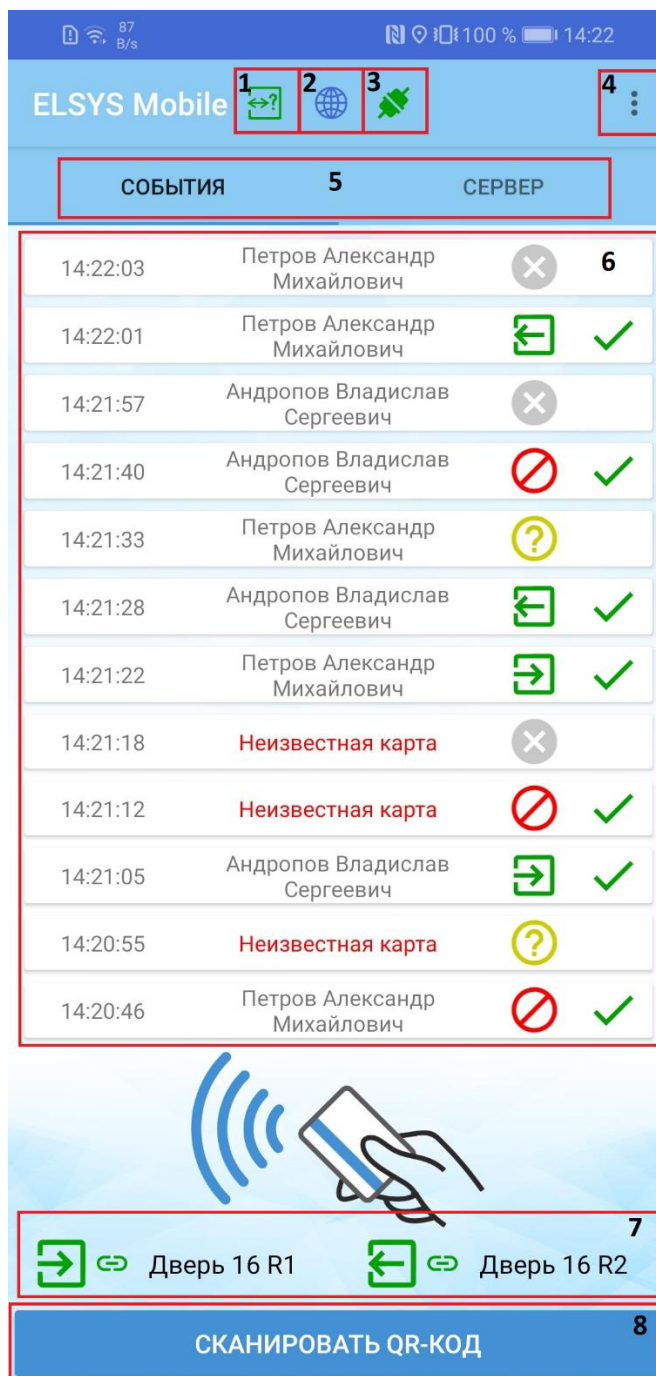 87
B/s
100 % 14:22
ELSYS Mobile 1 2 3 4
СОБЫТИЯ 5 СЕРВЕР
6
14:22:03 Петров Александр
Михайлович
14:22:01 Петров Александр
Михайлович
14:21:57 Андропов Владислав
Сергеевич
14:21:40 Андропов Владислав
Сергеевич
14:21:33 Петров Александр
Михайлович
14:21:28 Андропов Владислав
Сергеевич
14:21:22 Петров Александр
Михайлович
14:21:18 Неизвестная карта
14:21:12 Неизвестная карта
14:21:05 Андропов Владислав
Сергеевич
14:20:55 Неизвестная карта
14:20:46 Петров Александр
Михайлович
7
Дверь 16 R1 Дверь 16 R2
8
СКАНИРОВАТЬ QR-КОД